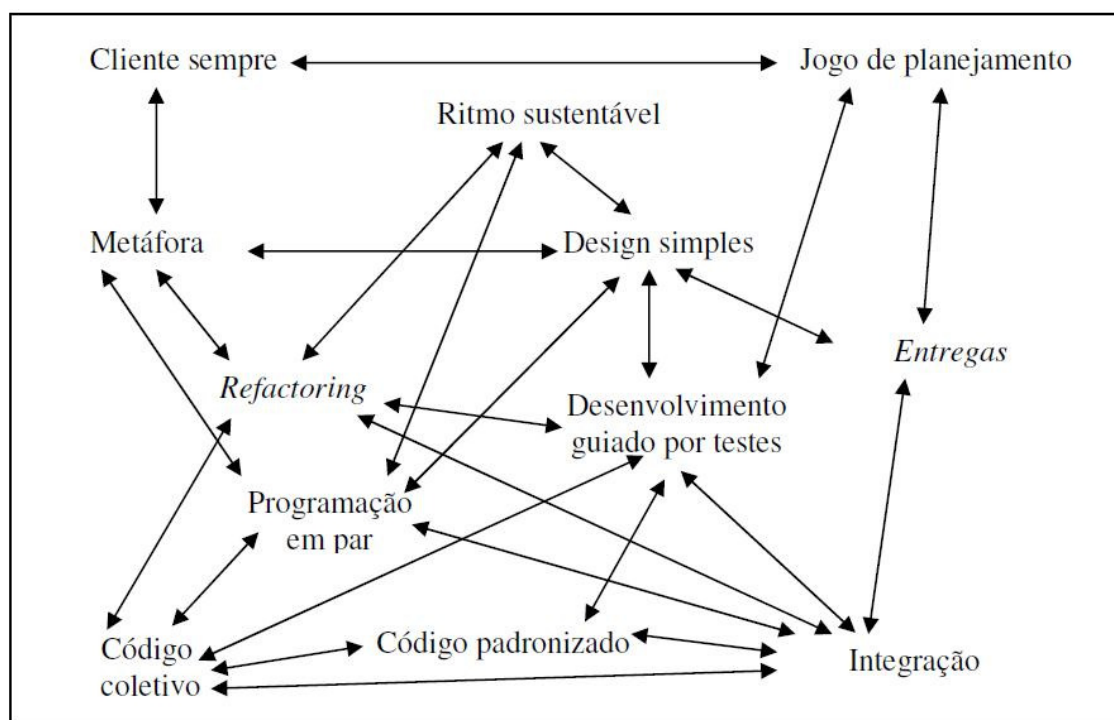 Cliente sempre
Jogo de planejamento
Ritmo sustentável
Metáfora
Design simples
Entregas
Refactoring
Desenvolvimento
guiado por testes
Programação
em par
Código
coletivo
Código padronizado
Integração